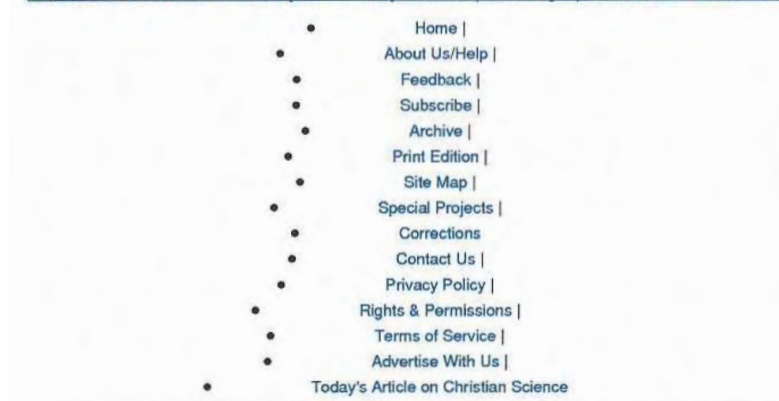 • Home |
• About Us/Help |
• Feedback |
• Subscribe |
• Archive |
• Print Edition |
• Site Map |
• Special Projects |
• Corrections
• Contact Us |
• Privacy Policy |
• Rights & Permissions |
• Terms of Service |
• Advertise With Us |
• Today's Article on Christian Science